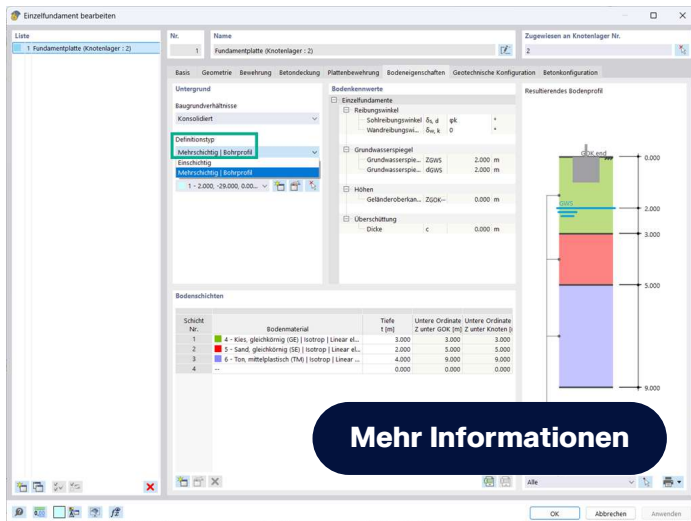 Einzelfundament bearbeiten
Liste
1 Fundamentplatte (Knotenlager : 2)
Nr.
1
Name
Fundamentplatte (Knotenlager : 2)
Zugewiesen an Knotenlager Nr.
2
Basis Geometrie Bewehrung Betondeckung Plattenbewehrung Bodeneigenschaften Geotechnische Konfiguration Betonkonfiguration
Untergrund
Baugrundverhältnisse
Konsolidiert
Definitionstyp
Mehrschichtig | Bohrprofil
Einschichtig
Mehrschichtig | Bohrprofil
1 - 2.000, -29.000, 0.00...
Bodenkennwerte
Einzelfundamente
Reibungswinkel
Sohlreibungswinkel δs, d φk °
Wandreibungswi... δw, k 0 °
Grundwasserspiegel
Grundwasserspie... ZGWS 2.000 m
Grundwasserspie... dGWS 2.000 m
Höhen
Geländeroberkan... ZGOK-- 0.000 m
Überschüttung
Dicke c 0.000 m
Resultierendes Bodenprofil
GOK,end
0.000
GWS
2.000
3.000
5.000
9.000
Bodenschichten
Schicht Nr. Bodenmaterial Tiefe t [m] Untere Ordinate Z unter GOK [m] Untere Ordinate Z unter Knoten [
1 4 - Kies, gleichkörnig (GE) | Isotrop | Linear el... 3.000 3.000 3.000
2 5 - Sand, gleichkörnig (SE) | Isotrop | Linear el... 2.000 5.000 5.000
3 6 - Ton, mittelplastisch (TM) | Isotrop | Linear ... 4.000 9.000 9.000
4 -- 0.000 0.000 0.000
Mehr Informationen
Alle
OK Abbrechen Anwenden